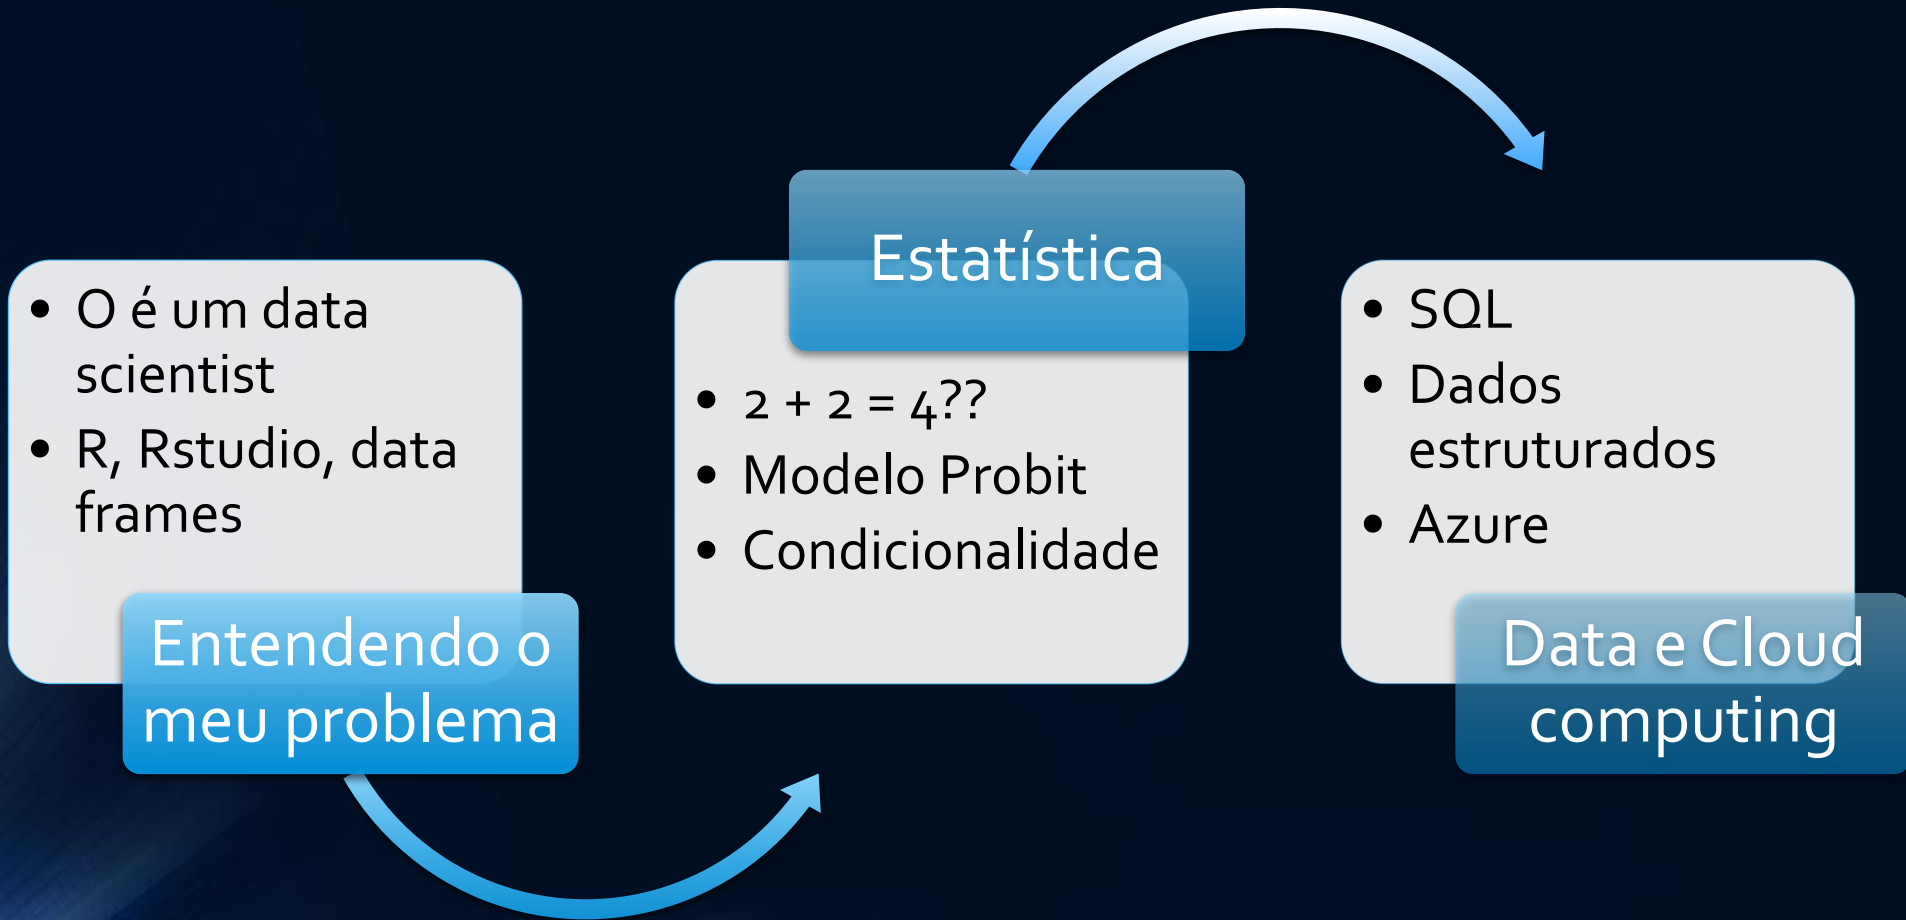 • O é um data
scientist
• R, Rstudio, data
frames
Entendendo o
meu problema
Estatística
• 2 + 2 = 4??
• Modelo Probit
• Condicionalidade
• SQL
• Dados
estruturados
• Azure
Data e Cloud
computing